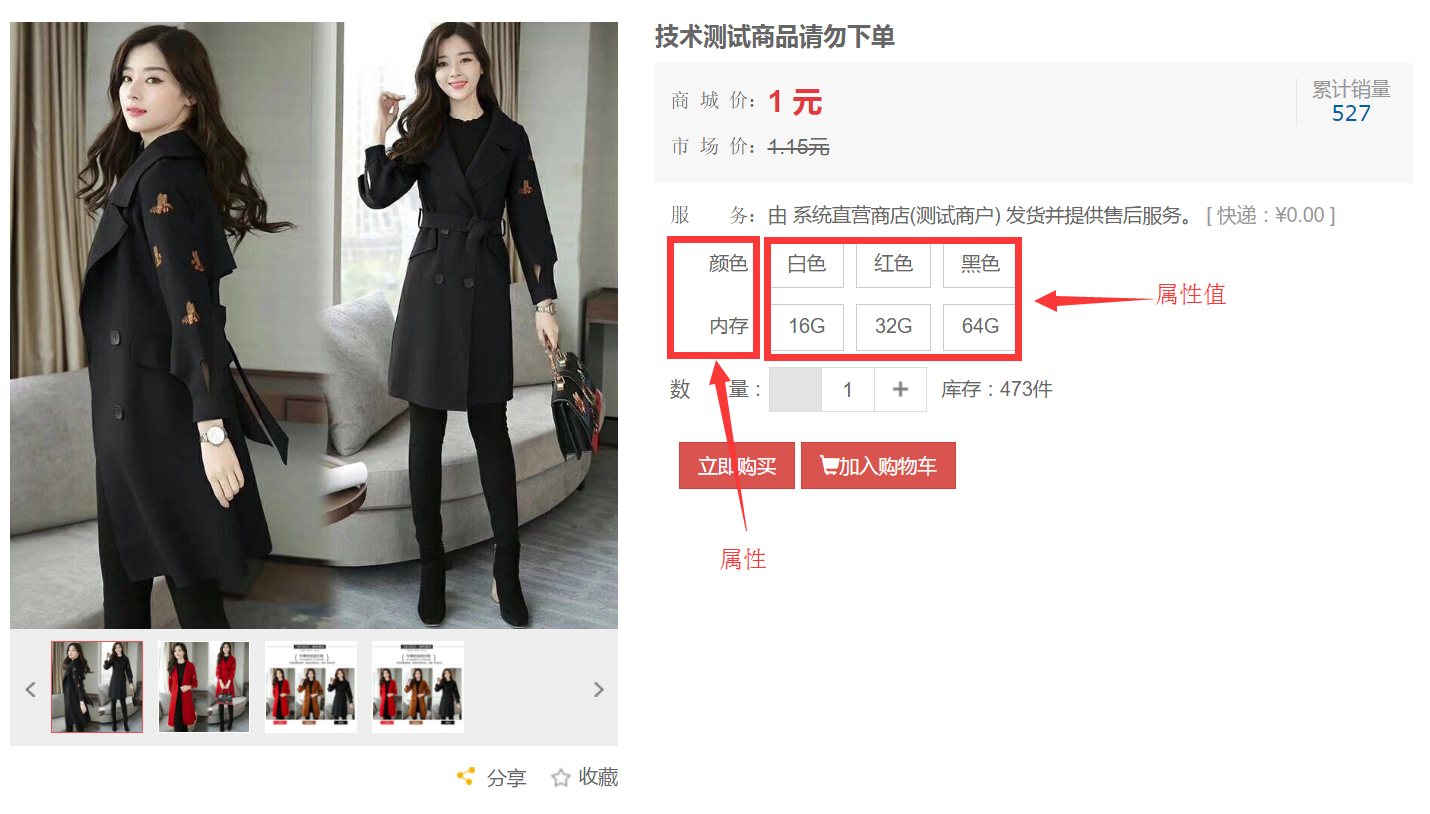 技术测试商品请勿下单
商 城 价： 1 元
累计销量
527
市 场 价： 1.15元
服 务： 由 系统直营商店(测试商户) 发货并提供售后服务。 [ 快递：¥0.00 ]
颜色 白色 红色 黑色
属性值
内存 16G 32G 64G
数 量： 1 + 库存：473件
立即购买 加入购物车
属性
分享 收藏